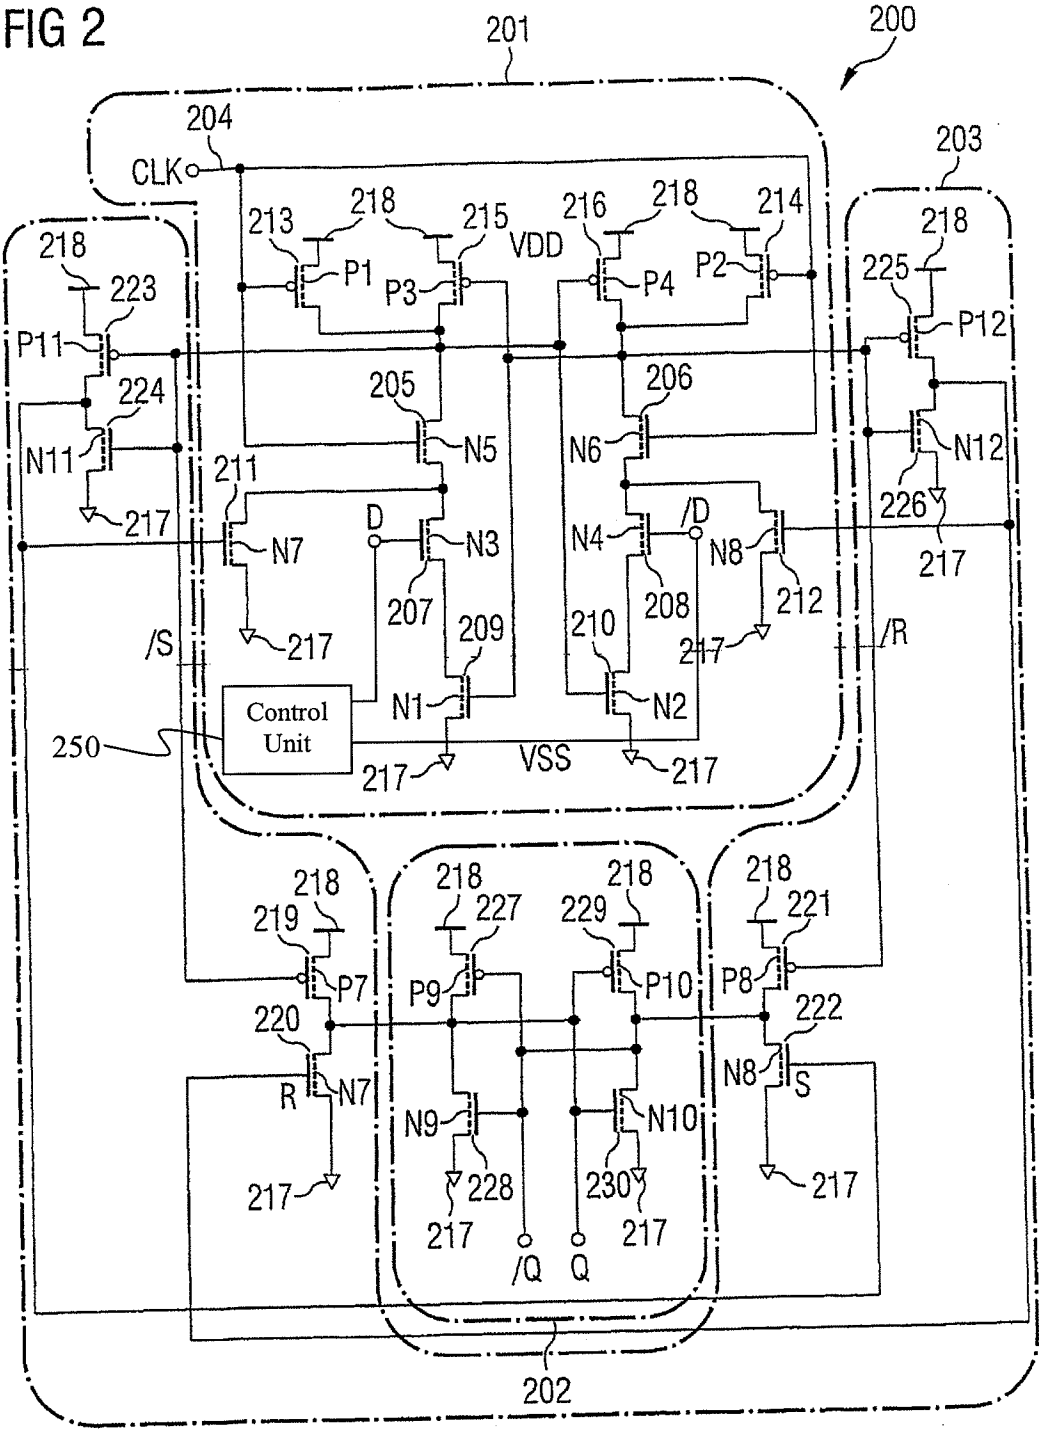 FIG 2
201
200
204
CLK
203
213
218
215
VDD
216
218
214
218
P1
P3
P4
P2
218
223
225
P11
P12
224
205
206
N11
211
N5
N6
N12
226
217
D
/D
N7
N3
N4
N8
217
207
208
212
/S
217
209
210
217
/R
N1
N2
Control
Unit
250
VSS
217
217
218
218
218
218
219
227
229
221
P7
P9
P10
P8
220
222
R
N7
N8
S
N9
N10
217
228
230
217
217
217
/Q
Q
202